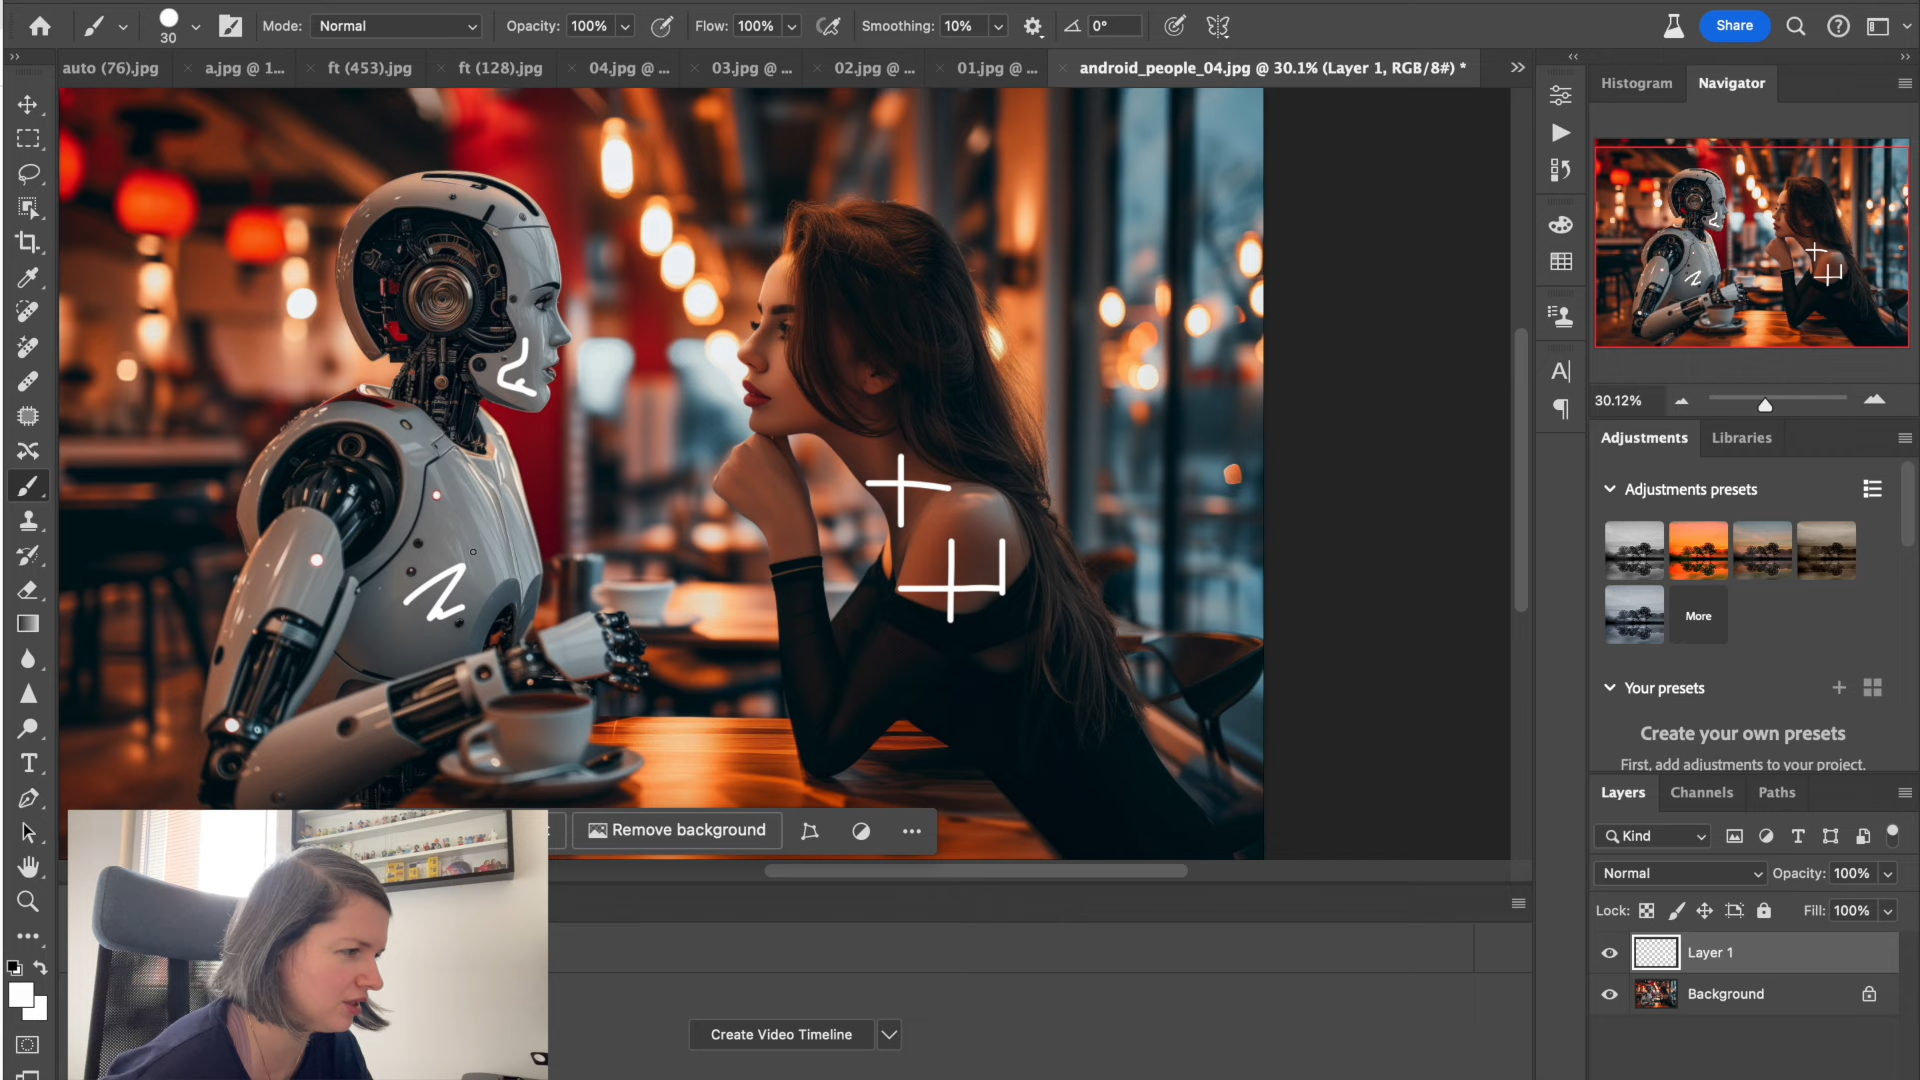 30
Mode: Normal
Opacity: 100%
Flow: 100%
Smoothing: 10%
0°
Share
auto (76).jpg
a.jpg @ 1...
ft (453).jpg
ft (128).jpg
04.jpg @ ...
03.jpg @ ...
02.jpg @ ...
01.jpg @ ...
android_people_04.jpg @ 30.1% (Layer 1, RGB/8#) *
Histogram
Navigator
30.12%
Adjustments
Libraries
Adjustments presets
More
Your presets
Create your own presets
First, add adjustments to your project.
Layers
Channels
Paths
Kind
Normal
Opacity: 100%
Lock:
Fill: 100%
Layer 1
Background
Remove background
Create Video Timeline